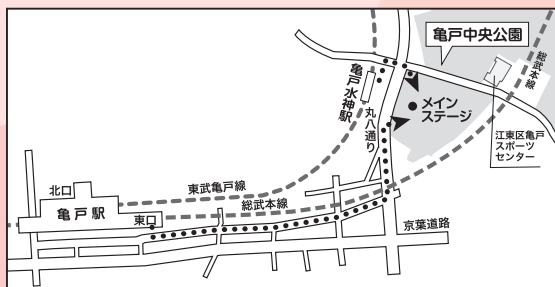 亀戸中央公園
総武本線
亀戸水神駅
丸八通り
メイン
ステージ
江東区亀戸
スポーツ
センター
東武亀戸線
総武本線
北口
亀戸駅
東口
京葉道路